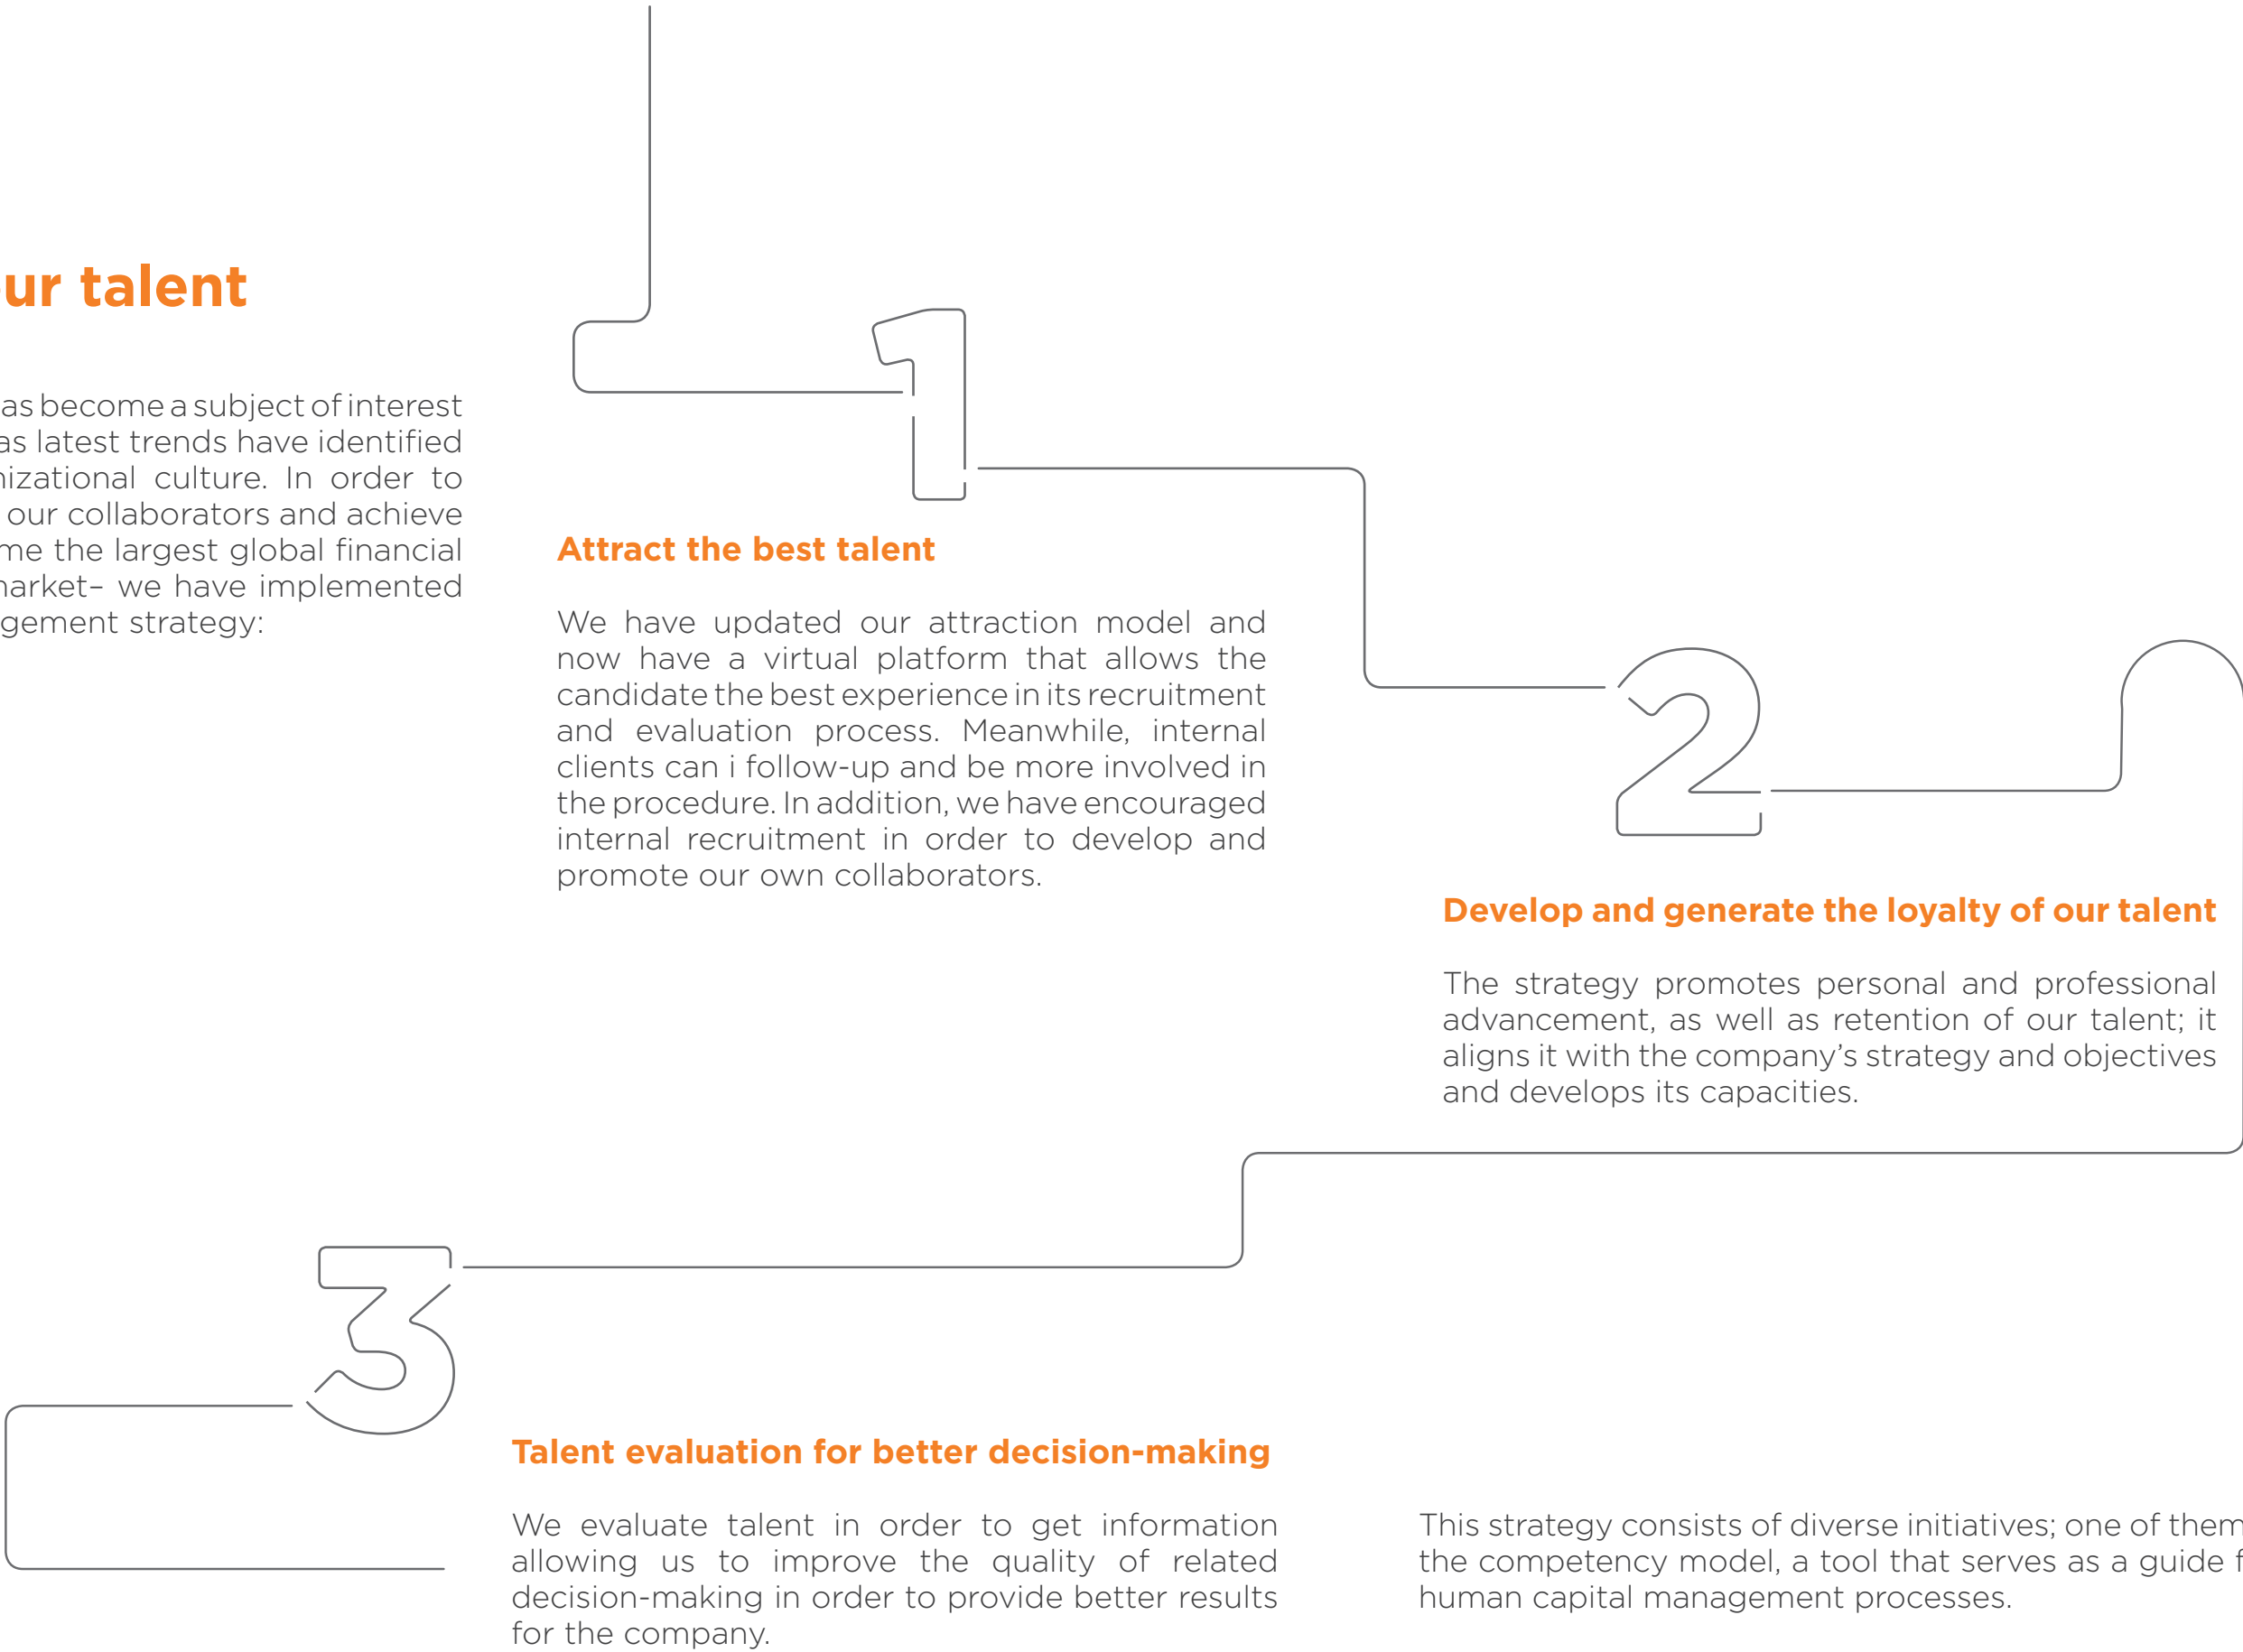 ur talent
as become a subject of interest
as latest trends have identified
nizational culture. In order to
our collaborators and achieve
me the largest global financial
market– we have implemented
gement strategy:
1
Attract the best talent
We have updated our attraction model and
now have a virtual platform that allows the
candidate the best experience in its recruitment
and evaluation process. Meanwhile, internal
clients can i follow-up and be more involved in
the procedure. In addition, we have encouraged
internal recruitment in order to develop and
promote our own collaborators.
2
Develop and generate the loyalty of our talent
The strategy promotes personal and professional
advancement, as well as retention of our talent; it
aligns it with the company’s strategy and objectives
and develops its capacities.
3
Talent evaluation for better decision-making
We evaluate talent in order to get information
allowing us to improve the quality of related
decision-making in order to provide better results
for the company.
This strategy consists of diverse initiatives; one of them
the competency model, a tool that serves as a guide f
human capital management processes.